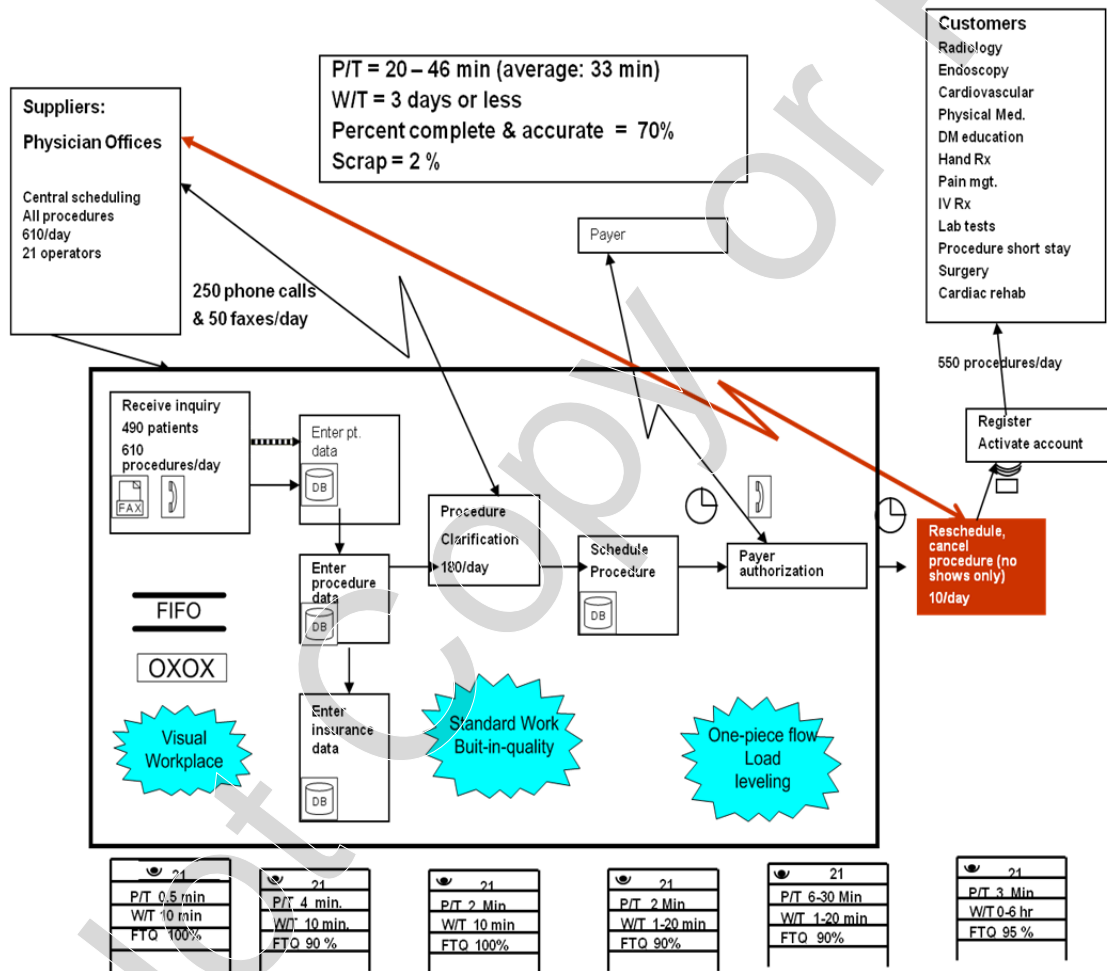 Customers
Radiology
Endoscopy
Cardiovascular
Physical Med.
DM education
Hand Rx
Pain mgt.
IV Rx
Lab tests
Procedure short stay
Surgery
Cardiac rehab
P/T = 20 – 46 min (average: 33 min)
W/T = 3 days or less
Percent complete & accurate = 70%
Scrap = 2 %
Suppliers:
Physician Offices
Central scheduling
All procedures
610/day
21 operators
Payer
250 phone calls
& 50 faxes/day
550 procedures/day
Register
Activate account
Receive inquiry
490 patients
610
procedures/day
FAX
Enter pt.
data
DB
Procedure
Clarification
180/day
Enter
procedure
data
DB
Schedule
Procedure
DB
Payer
authorization
Reschedule,
cancel
procedure (no
shows only)
10/day
FIFO
OXOX
Enter
insurance
data
DB
Visual
Workplace
Standard Work
Buit-in-quality
One-piece flow
Load
leveling
21
P/T 0.5 min
W/T 10 min
FTQ 100%
21
P/T 4 min.
W/T 10 min.
FTQ 90 %
21
P/T 2 Min
W/T 10 min
FTQ 100%
21
P/T 2 Min
W/T 1-20 min
FTQ 90%
21
P/T 6-30 Min
W/T 1-20 min
FTQ 90%
21
P/T 3 Min
W/T 0-6 hr
FTQ 95 %
not Copy or